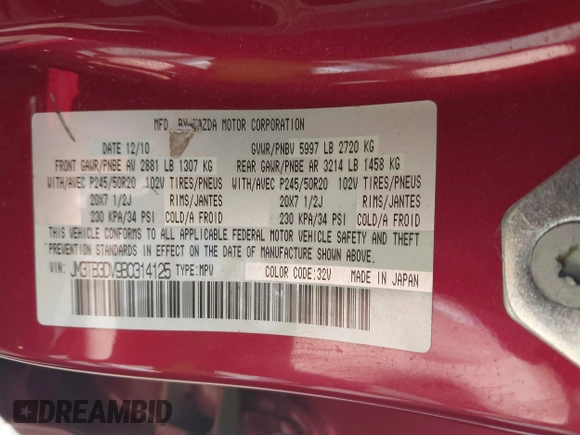 MFD. BY MAZDA MOTOR CORPORATION
DATE 12/10 GVWR/PNBV 5997 LB 2720 KG
FRONT GAWR/PNBE AV 2881 LB 1307 KG REAR GAWR/PNBE AR 3214 LB 1458 KG
WITH/AVEC P245/50R20 102V TIRES/PNEUS WITH/AVEC P245/50R20 102V TIRES/PNEUS
20X7 1/2J RIMS/JANTES 20X7 1/2J RIMS/JANTES
230 KPA/34 PSI COLD/A FROID 230 KPA/34 PSI COLD/A FROID
THIS VEHICLE CONFORMS TO ALL APPLICABLE FEDERAL MOTOR VEHICLE SAFETY AND THEFT
PREVENTION STANDARDS IN EFFECT ON THE DATE OF MANUFACTURE SHOWN ABOVE.
VIN: JM3TB3DV9B0314125 TYPE:MPV COLOR CODE:32V MADE IN JAPAN
DREAMBID